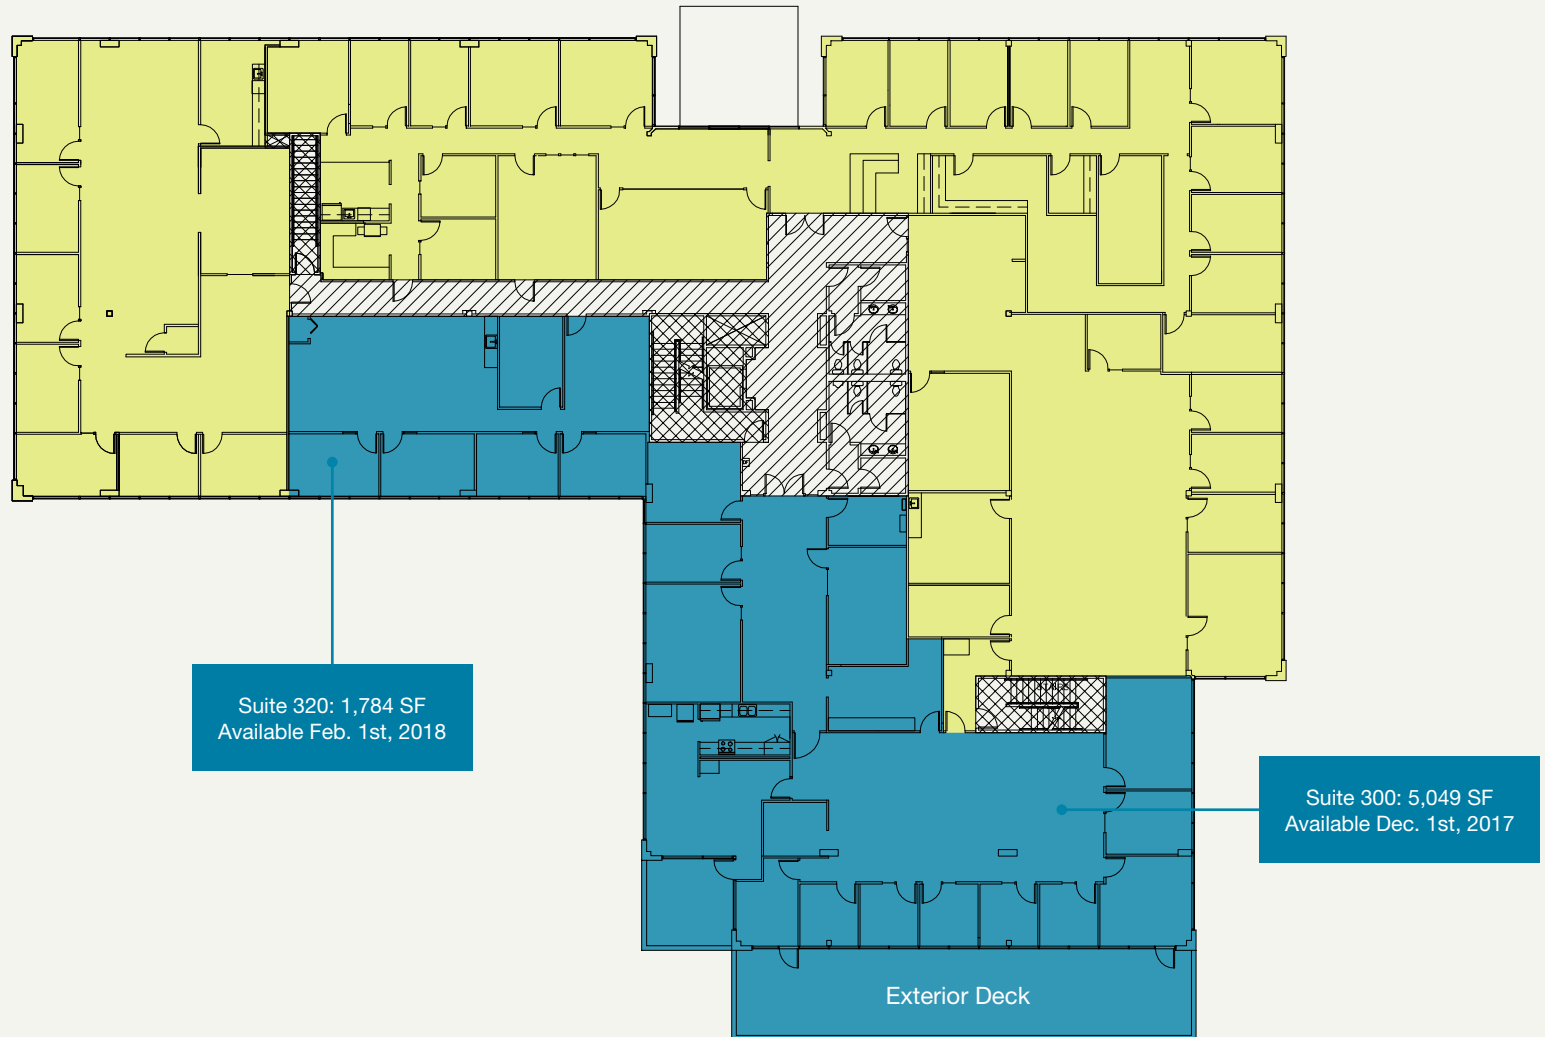 Suite 320: 1,784 SF
Available Feb. 1st, 2018
Suite 300: 5,049 SF
Available Dec. 1st, 2017
Exterior Deck